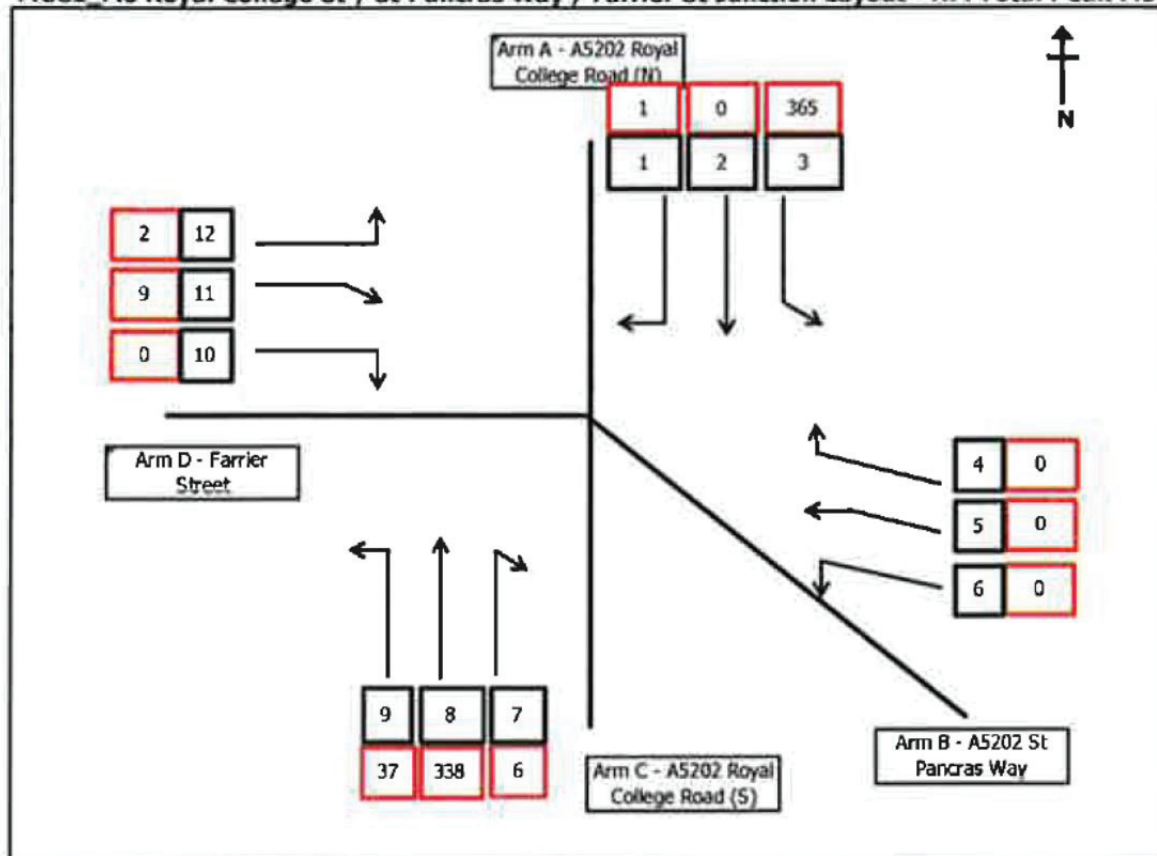 Arm A - A5202 Royal
College Road (N)
N
1 0 365
1 2 3
2 12
9 11
0 10
Arm D - Farrier
Street
4 0
5 0
6 0
9 8 7
37 338 6
Arm C - A5202 Royal
College Road (S)
Arm B - A5202 St
Pancras Way